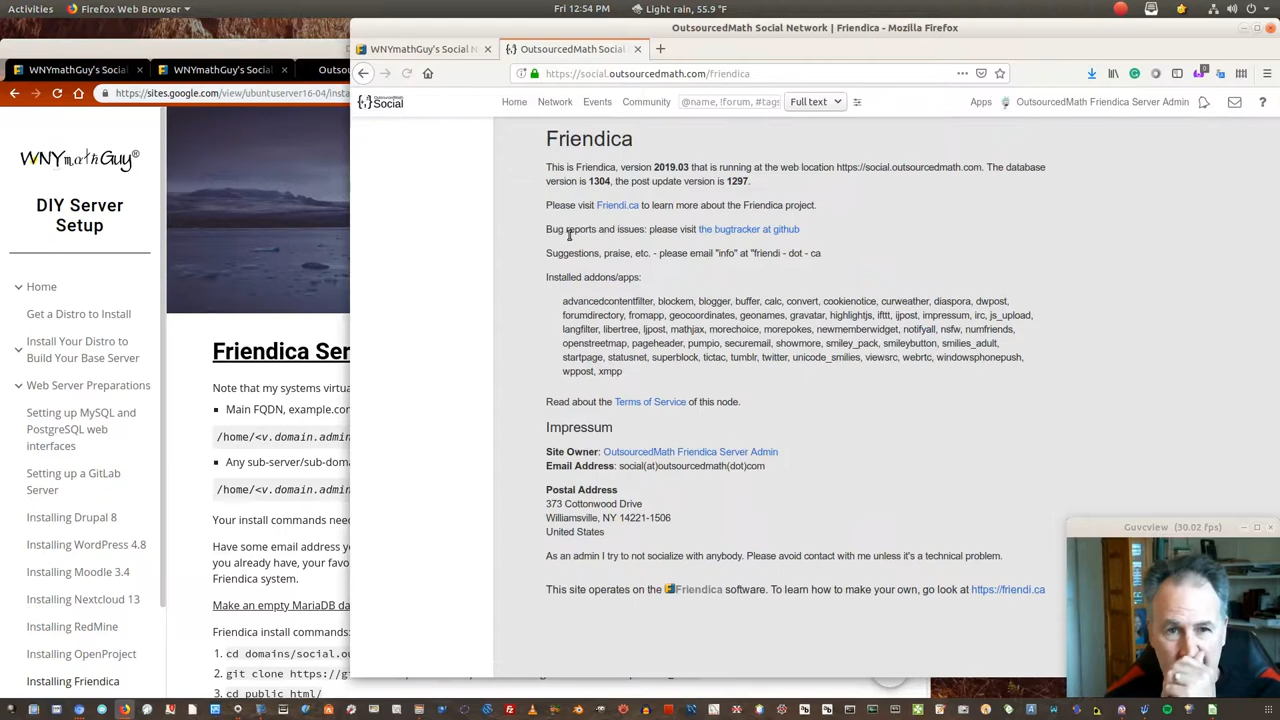 Activities
Firefox Web Browser
Fri 12:54 PM
Light rain, 55.9°F
OutsourcedMath Social Network | Friendica - Mozilla Firefox
WNYmathGuy's Social
WNYmathGuy's Social
Outso
https://sites.google.com/view/ubuntuserver16-04/insta
WNYmathGuy's Social N
OutsourcedMath Social
https://social.outsourcedmath.com/friendica
Social
Home
Network
Events
Community
@name, !forum, #tags
Full text
Apps
OutsourcedMath Friendica Server Admin
WNYmathGuy®
DIY Server
Setup
Home
Get a Distro to Install
Install Your Distro to
Build Your Base Server
Web Server Preparations
Setting up MySQL and
PostgreSQL web
interfaces
Setting up a GitLab
Server
Installing Drupal 8
Installing WordPress 4.8
Installing Moodle 3.4
Installing Nextcloud 13
Installing RedMine
Installing OpenProject
Installing Friendica
Friendica Ser
Note that my systems virtua
Main FQDN, example.com
/home/<v.domain.admin
Any sub-server/sub-doma
/home/<v.domain.admin
Your install commands need
Have some email address yo
you already have, your favo
Friendica system.
Make an empty MariaDB da
Friendica install commands:
1. cd domains/social.ou
2. git clone https://gi
3. cd public_html/
Friendica
This is Friendica, version 2019.03 that is running at the web location https://social.outsourcedmath.com. The database
version is 1304, the post update version is 1297.
Please visit Friendi.ca to learn more about the Friendica project.
Bug reports and issues: please visit the bugtracker at github
Suggestions, praise, etc. - please email "info" at "friendi - dot - ca
Installed addons/apps:
advancedcontentfilter, blockem, blogger, buffer, calc, convert, cookienotice, curweather, diaspora, dwpost,
forumdirectory, fromapp, geocoordinates, geonames, gravatar, highlightjs, ifttt, ijpost, impressum, irc, js_upload,
langfilter, libertree, ljpost, mathjax, morechoice, morepokes, newmemberwidget, notifyall, nsfw, numfriends,
openstreetmap, pageheader, pumpio, securemail, showmore, smiley_pack, smileybutton, smilies_adult,
startpage, statusnet, superblock, tictac, tumblr, twitter, unicode_smilies, viewsrc, webrtc, windowsphonepush,
wppost, xmpp
Read about the Terms of Service of this node.
Impressum
Site Owner: OutsourcedMath Friendica Server Admin
Email Address: social(at)outsourcedmath(dot)com
Postal Address
373 Cottonwood Drive
Williamsville, NY 14221-1506
United States
As an admin I try to not socialize with anybody. Please avoid contact with me unless it's a technical problem.
This site operates on the Friendica software. To learn how to make your own, go look at https://friendi.ca
Guvcview (30.02 fps)